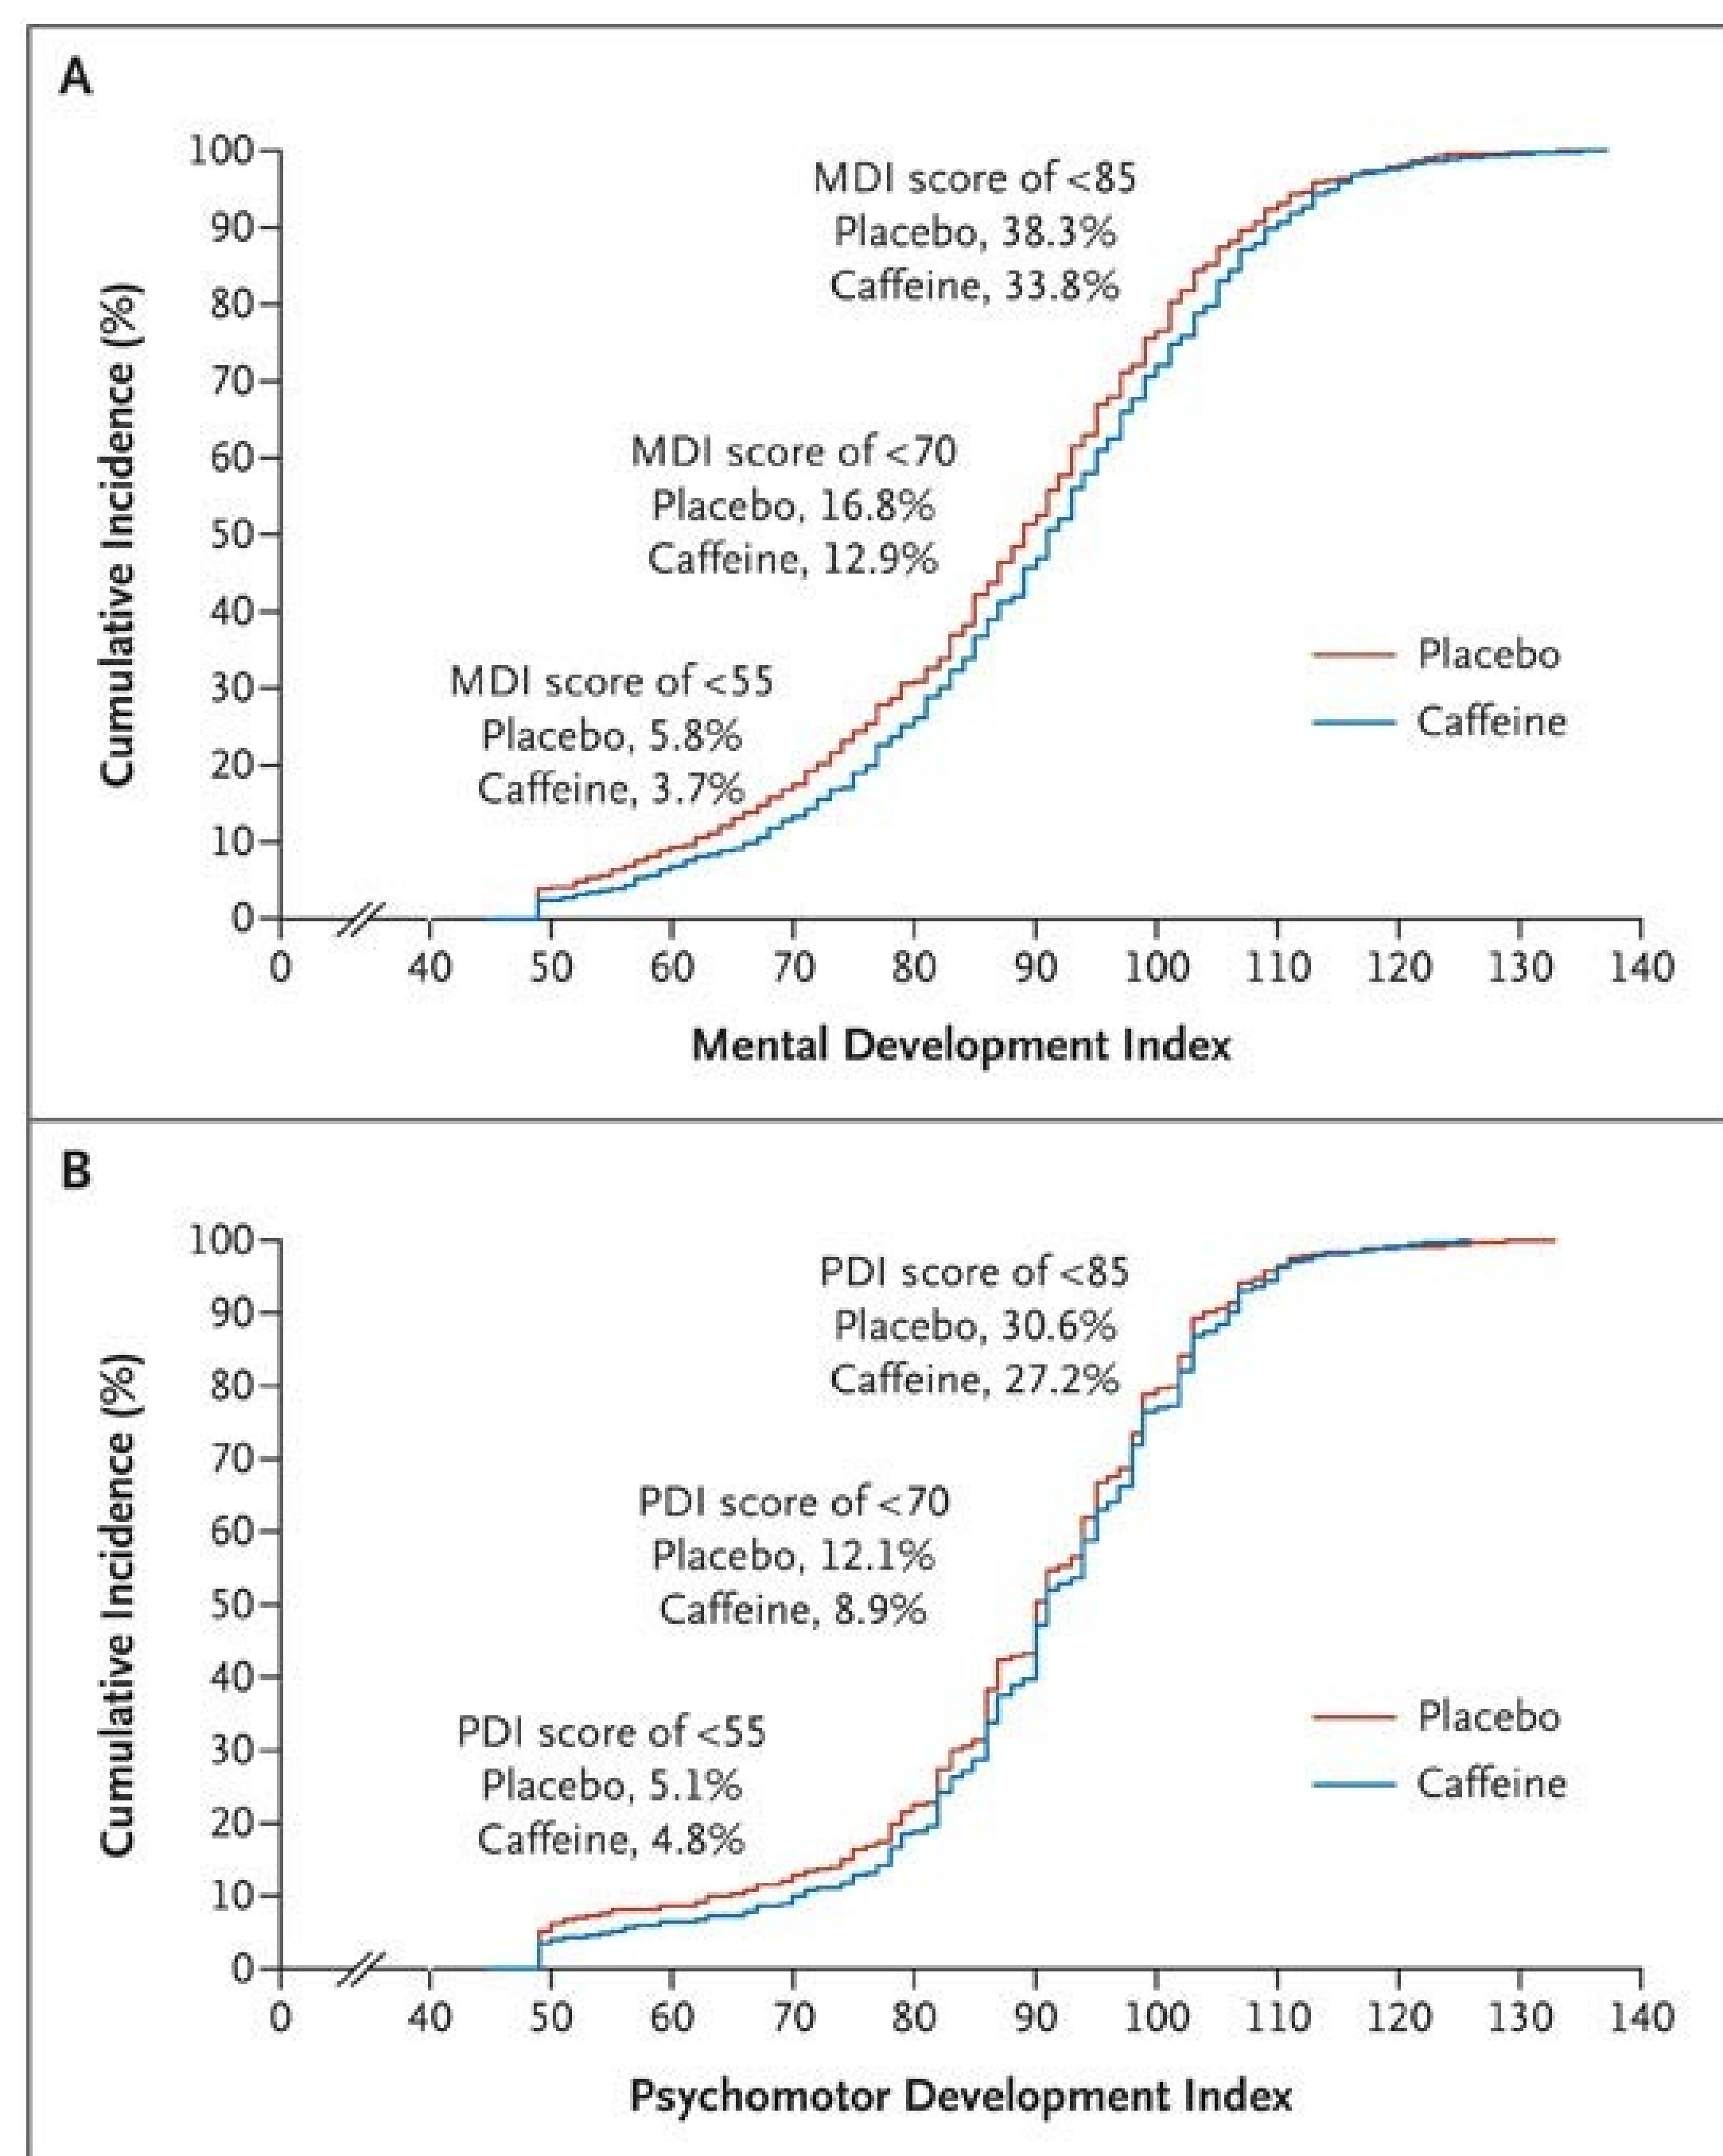 A
100
90
80
70
60
50
40
30
20
10
0
Cumulative Incidence (%)
MDI score of <85
Placebo, 38.3%
Caffeine, 33.8%
MDI score of <70
Placebo, 16.8%
Caffeine, 12.9%
MDI score of <55
Placebo, 5.8%
Caffeine, 3.7%
Placebo
Caffeine
0 40 50 60 70 80 90 100 110 120 130 140
Mental Development Index
B
100
90
80
70
60
50
40
30
20
10
0
Cumulative Incidence (%)
PDI score of <85
Placebo, 30.6%
Caffeine, 27.2%
PDI score of <70
Placebo, 12.1%
Caffeine, 8.9%
PDI score of <55
Placebo, 5.1%
Caffeine, 4.8%
Placebo
Caffeine
0 40 50 60 70 80 90 100 110 120 130 140
Psychomotor Development Index